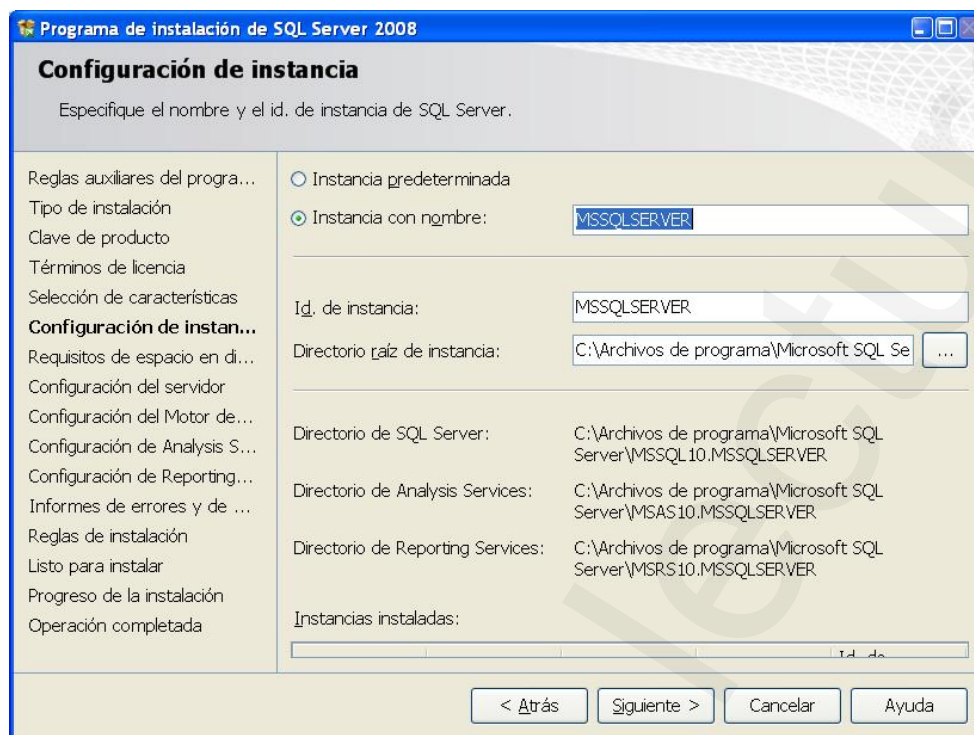 Programa de instalación de SQL Server 2008
Configuración de instancia
Especifique el nombre y el id. de instancia de SQL Server.
Reglas auxiliares del progra...
Tipo de instalación
Clave de producto
Términos de licencia
Selección de características
Configuración de instan...
Requisitos de espacio en di...
Configuración del servidor
Configuración del Motor de...
Configuración de Analysis S...
Configuración de Reporting...
Informes de errores y de ...
Reglas de instalación
Listo para instalar
Progreso de la instalación
Operación completada
Instancia predeterminada
Instancia con nombre: MSSQLSERVER
Id. de instancia: MSSQLSERVER
Directorio raíz de instancia: C:\Archivos de programa\Microsoft SQL Se ...
Directorio de SQL Server: C:\Archivos de programa\Microsoft SQL
Server\MSSQL10.MSSQLSERVER
Directorio de Analysis Services: C:\Archivos de programa\Microsoft SQL
Server\MSAS10.MSSQLSERVER
Directorio de Reporting Services: C:\Archivos de programa\Microsoft SQL
Server\MSRS10.MSSQLSERVER
Instancias instaladas:
Id. de
< Atrás Siguiente > Cancelar Ayuda
lectu